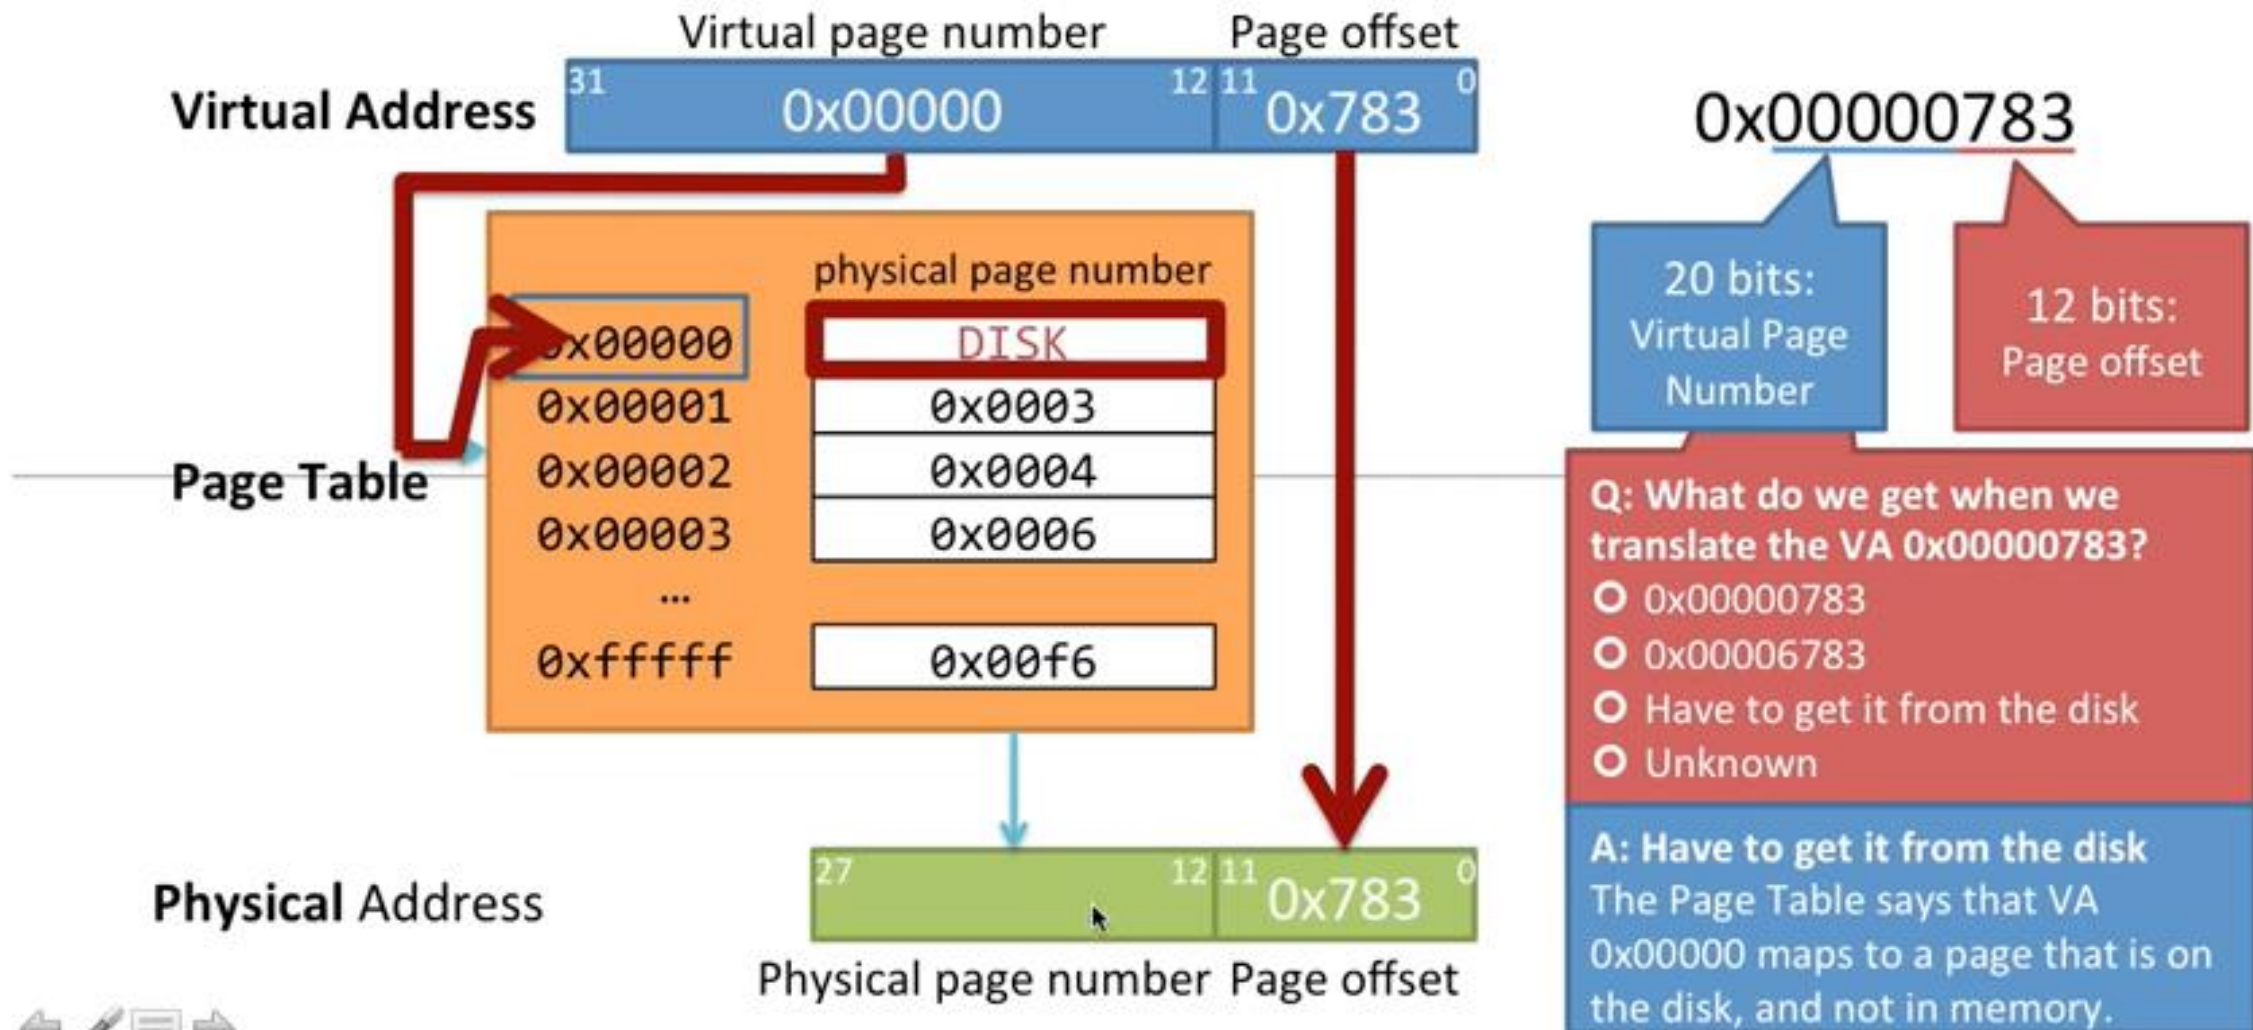 Virtual page number Page offset
Virtual Address
31 0x00000 12 11 0x783 0
0x00000783
20 bits:
Virtual Page
Number
12 bits:
Page offset
physical page number
0x00000 DISK
0x00001 0x0003
0x00002 0x0004
0x00003 0x0006
...
0xfffff 0x00f6
Page Table
Q: What do we get when we
translate the VA 0x00000783?
0x00000783
0x00006783
Have to get it from the disk
Unknown
A: Have to get it from the disk
The Page Table says that VA
0x00000 maps to a page that is on
the disk, and not in memory.
Physical Address
27 12 11 0x783 0
Physical page number Page offset